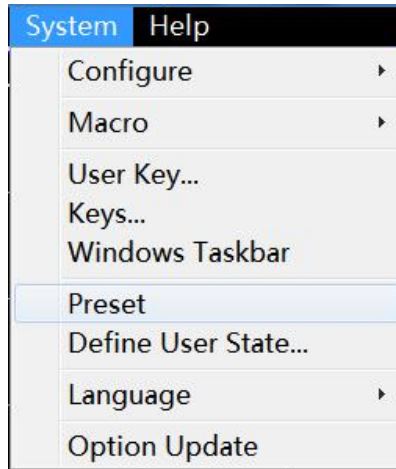 System Help
Configure
Macro
User Key...
Keys...
Windows Taskbar
Preset
Define User State...
Language
Option Update